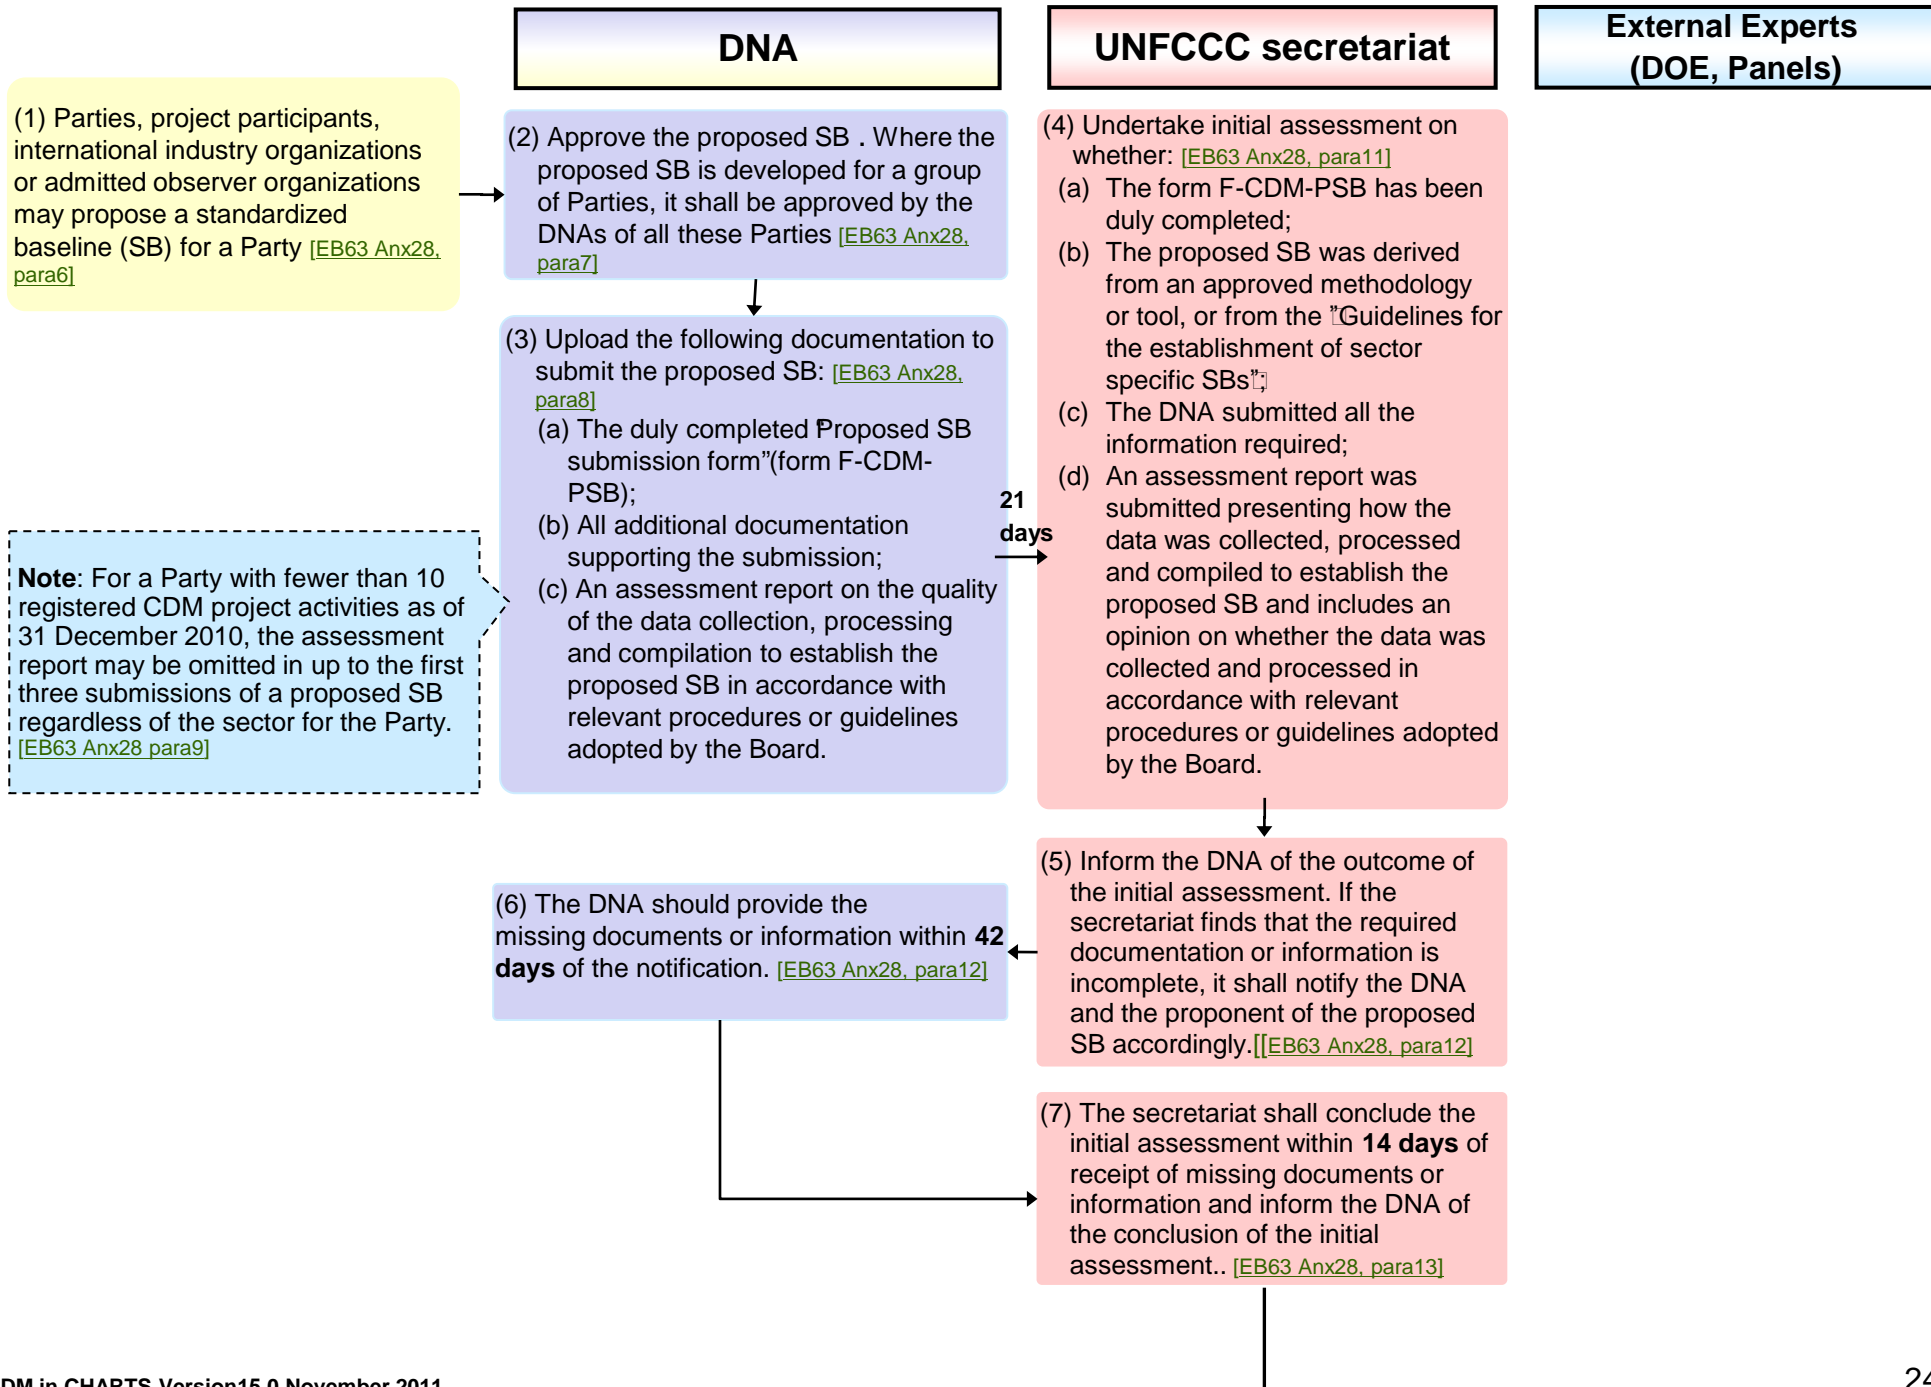 DNA
UNFCCC secretariat
External Experts
(DOE, Panels)
(1) Parties, project participants,
international industry organizations
or admitted observer organizations
may propose a standardized
baseline (SB) for a Party [EB63 Anx28,
para6]
(2) Approve the proposed SB . Where the
proposed SB is developed for a group
of Parties, it shall be approved by the
DNAs of all these Parties [EB63 Anx28,
para7]
(3) Upload the following documentation to
submit the proposed SB: [EB63 Anx28,
para8]
(a) The duly completed "Proposed SB
submission form"(form F-CDM-
PSB);
(b) All additional documentation
supporting the submission;
(c) An assessment report on the quality
of the data collection, processing
and compilation to establish the
proposed SB in accordance with
relevant procedures or guidelines
adopted by the Board.
Note: For a Party with fewer than 10
registered CDM project activities as of
31 December 2010, the assessment
report may be omitted in up to the first
three submissions of a proposed SB
regardless of the sector for the Party.
[EB63 Anx28 para9]
21
days
(4) Undertake initial assessment on
whether: [EB63 Anx28, para11]
(a) The form F-CDM-PSB has been
duly completed;
(b) The proposed SB was derived
from an approved methodology
or tool, or from the "Guidelines for
the establishment of sector
specific SBs";
(c) The DNA submitted all the
information required;
(d) An assessment report was
submitted presenting how the
data was collected, processed
and compiled to establish the
proposed SB and includes an
opinion on whether the data was
collected and processed in
accordance with relevant
procedures or guidelines adopted
by the Board.
(5) Inform the DNA of the outcome of
the initial assessment. If the
secretariat finds that the required
documentation or information is
incomplete, it shall notify the DNA
and the proponent of the proposed
SB accordingly.[[EB63 Anx28, para12]
(6) The DNA should provide the
missing documents or information within 42
days of the notification. [EB63 Anx28, para12]
(7) The secretariat shall conclude the
initial assessment within 14 days of
receipt of missing documents or
information and inform the DNA of
the conclusion of the initial
assessment.. [EB63 Anx28, para13]
DM in CHARTS Version15.0 November 2011
24